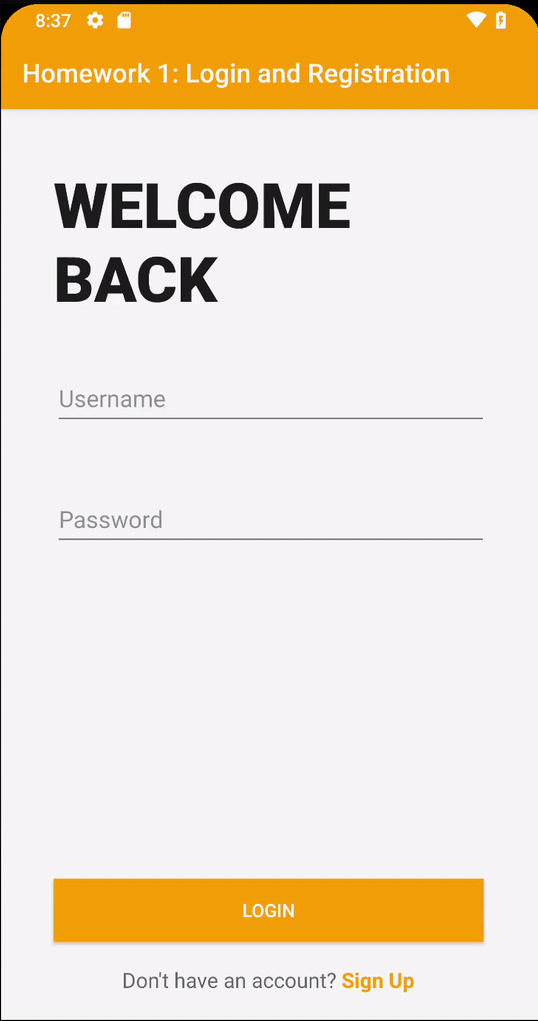 8:37
Homework 1: Login and Registration
WELCOME
BACK
Username
Password
LOGIN
Don't have an account? Sign Up